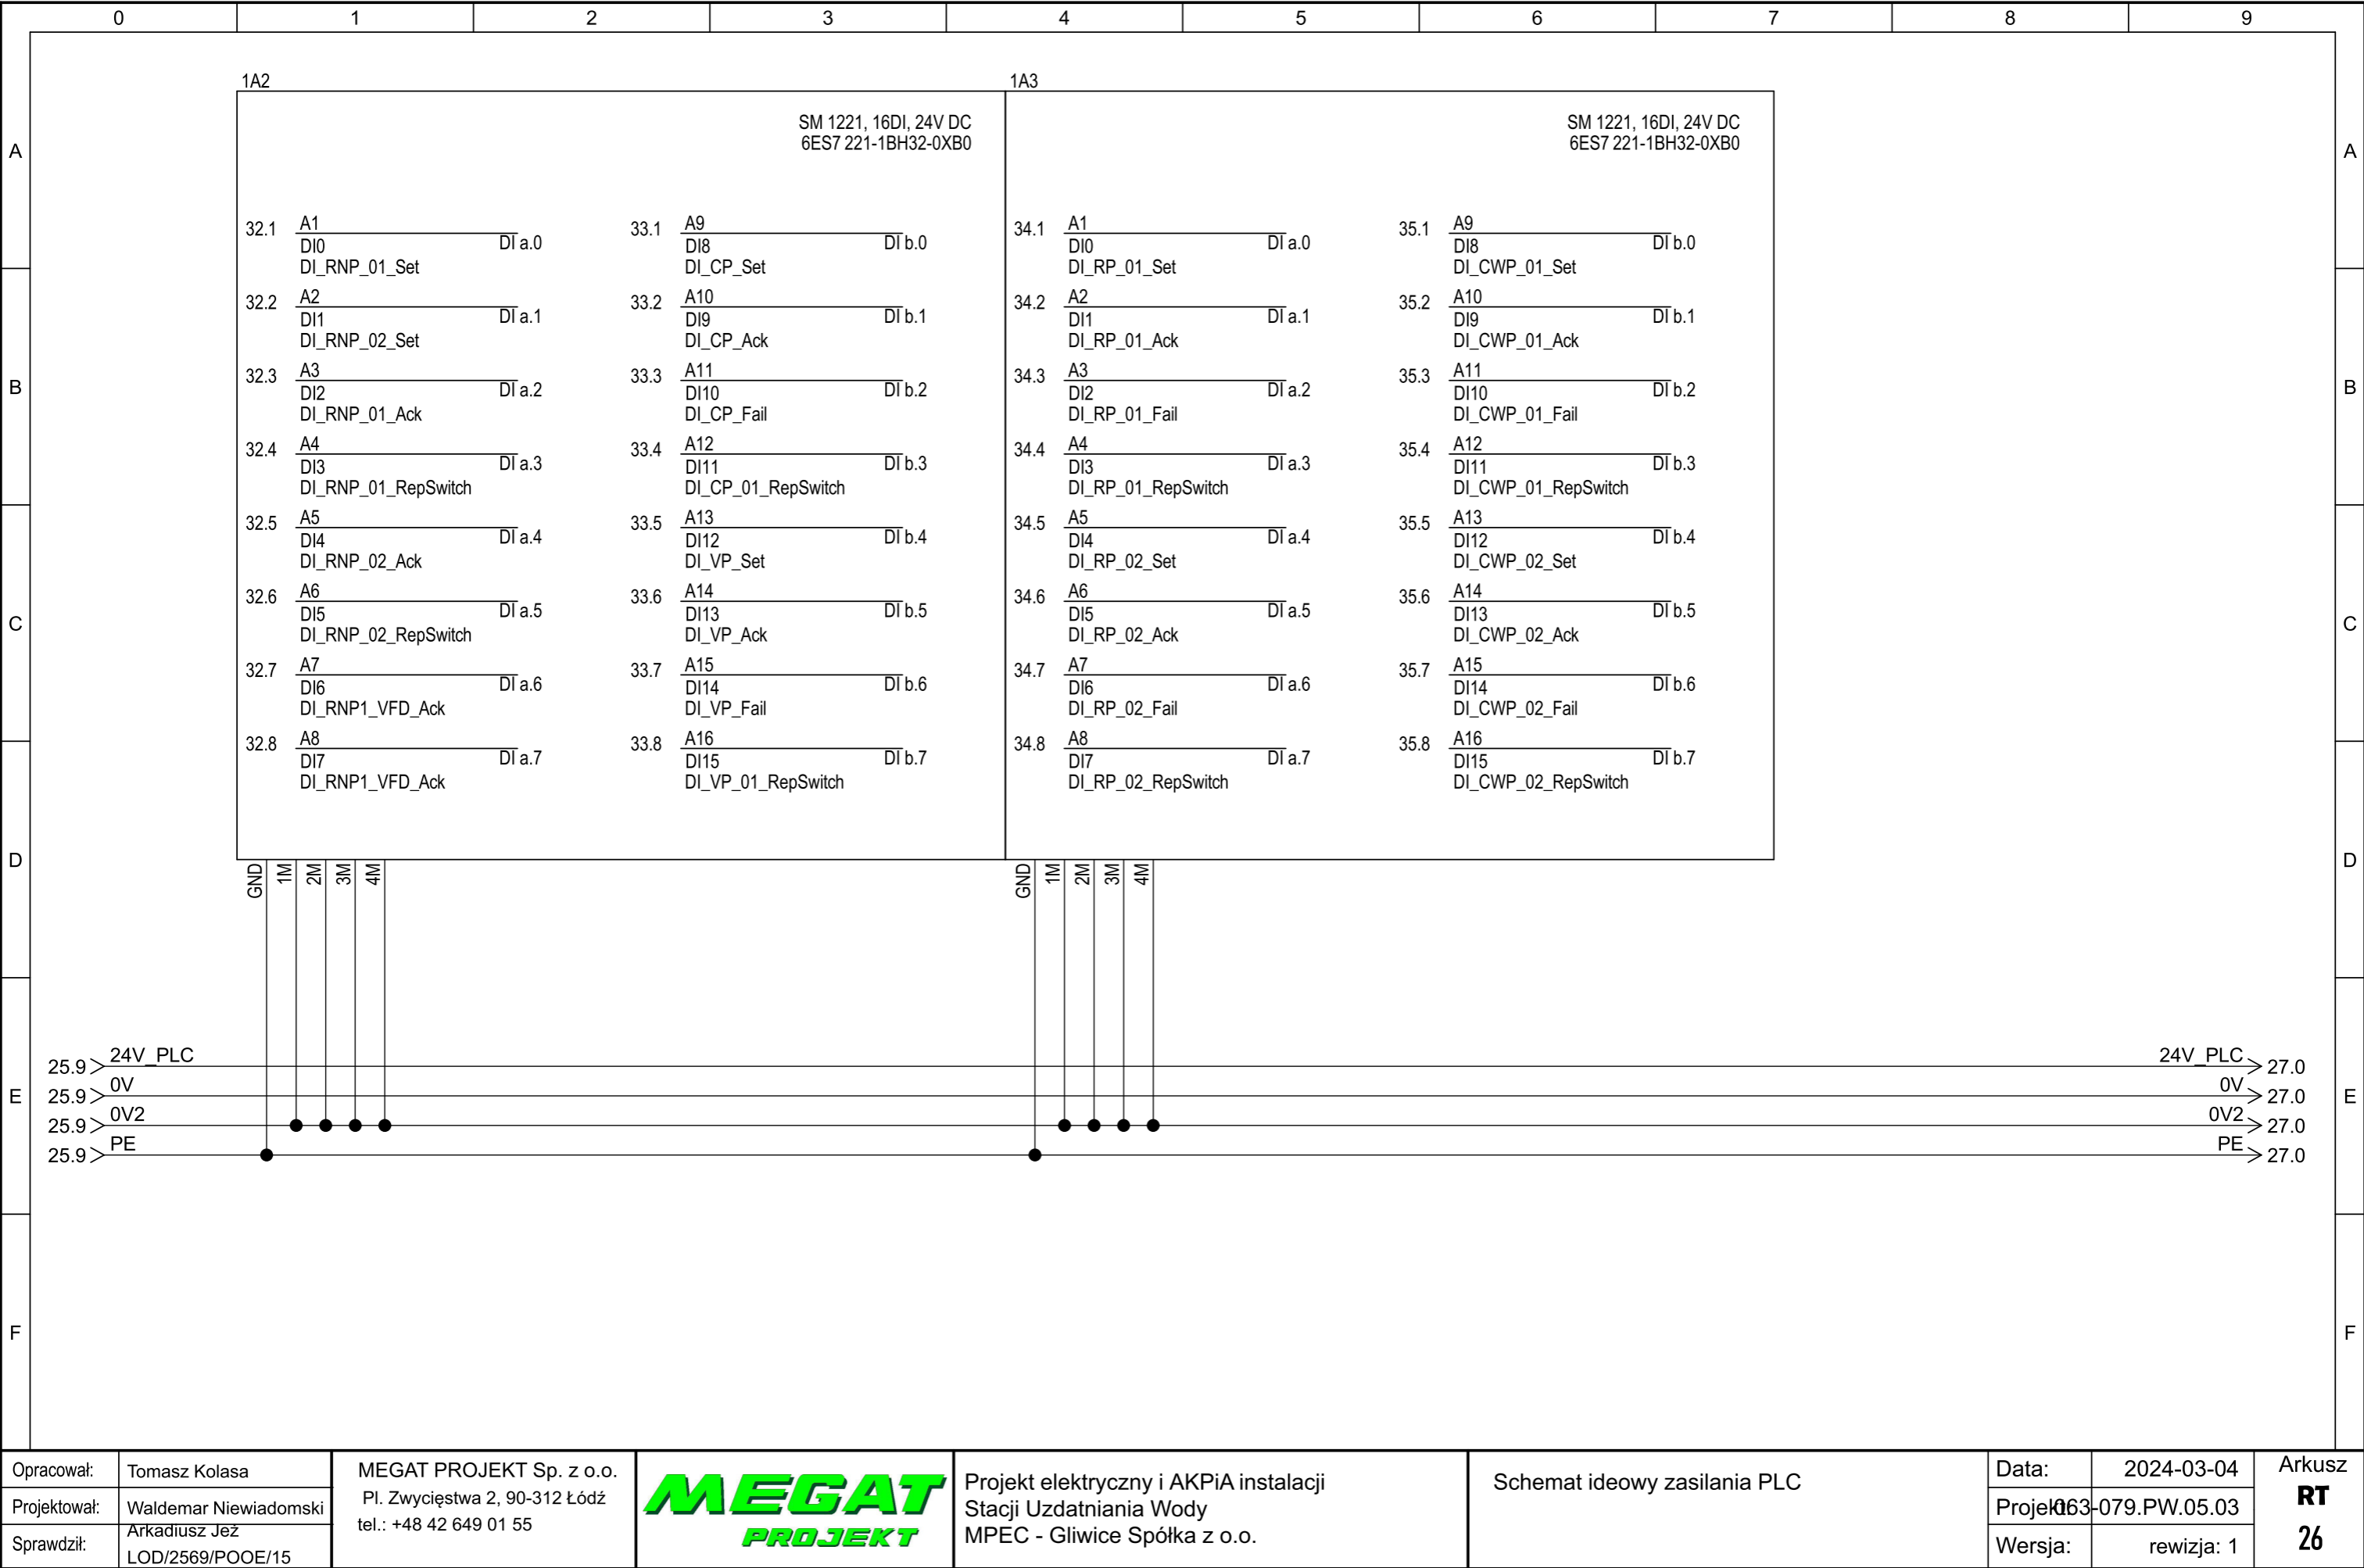 0 1 2 3 4 5 6 7 8 9
1A2
1A3
SM 1221, 16DI, 24V DC
6ES7 221-1BH32-0XB0
SM 1221, 16DI, 24V DC
6ES7 221-1BH32-0XB0
A
A
B
B
C
C
D
D
E
E
F
F
32.1 A1
DI0 DI a.0
DI_RNP_01_Set
32.2 A2
DI1 DI a.1
DI_RNP_02_Set
32.3 A3
DI2 DI a.2
DI_RNP_01_Ack
32.4 A4
DI3 DI a.3
DI_RNP_01_RepSwitch
32.5 A5
DI4 DI a.4
DI_RNP_02_Ack
32.6 A6
DI5 DI a.5
DI_RNP_02_RepSwitch
32.7 A7
DI6 DI a.6
DI_RNP1_VFD_Ack
32.8 A8
DI7 DI a.7
DI_RNP1_VFD_Ack
33.1 A9
DI8 DI b.0
DI_CP_Set
33.2 A10
DI9 DI b.1
DI_CP_Ack
33.3 A11
DI10 DI b.2
DI_CP_Fail
33.4 A12
DI11 DI b.3
DI_CP_01_RepSwitch
33.5 A13
DI12 DI b.4
DI_VP_Set
33.6 A14
DI13 DI b.5
DI_VP_Ack
33.7 A15
DI14 DI b.6
DI_VP_Fail
33.8 A16
DI15 DI b.7
DI_VP_01_RepSwitch
34.1 A1
DI0 DI a.0
DI_RP_01_Set
34.2 A2
DI1 DI a.1
DI_RP_01_Ack
34.3 A3
DI2 DI a.2
DI_RP_01_Fail
34.4 A4
DI3 DI a.3
DI_RP_01_RepSwitch
34.5 A5
DI4 DI a.4
DI_RP_02_Set
34.6 A6
DI5 DI a.5
DI_RP_02_Ack
34.7 A7
DI6 DI a.6
DI_RP_02_Fail
34.8 A8
DI7 DI a.7
DI_RP_02_RepSwitch
35.1 A9
DI8 DI b.0
DI_CWP_01_Set
35.2 A10
DI9 DI b.1
DI_CWP_01_Ack
35.3 A11
DI10 DI b.2
DI_CWP_01_Fail
35.4 A12
DI11 DI b.3
DI_CWP_01_RepSwitch
35.5 A13
DI12 DI b.4
DI_CWP_02_Set
35.6 A14
DI13 DI b.5
DI_CWP_02_Ack
35.7 A15
DI14 DI b.6
DI_CWP_02_Fail
35.8 A16
DI15 DI b.7
DI_CWP_02_RepSwitch
GND 1M 2M 3M 4M
GND 1M 2M 3M 4M
25.9 24V_PLC 24V_PLC 27.0
25.9 0V 0V 27.0
25.9 0V2 0V2 27.0
25.9 PE PE 27.0
Opracował: Tomasz Kolasa
Projektował: Waldemar Niewiadomski
Sprawdził: Arkadiusz Jeż
LOD/2569/POOE/15
MEGAT PROJEKT Sp. z o.o.
Pl. Zwycięstwa 2, 90-312 Łódź
tel.: +48 42 649 01 55
MEGAT
PROJEKT
Projekt elektryczny i AKPiA instalacji
Stacji Uzdatniania Wody
MPEC - Gliwice Spółka z o.o.
Schemat ideowy zasilania PLC
Data: 2024-03-04
Projekt: 063-079.PW.05.03
Wersja: rewizja: 1
Arkusz
RT
26